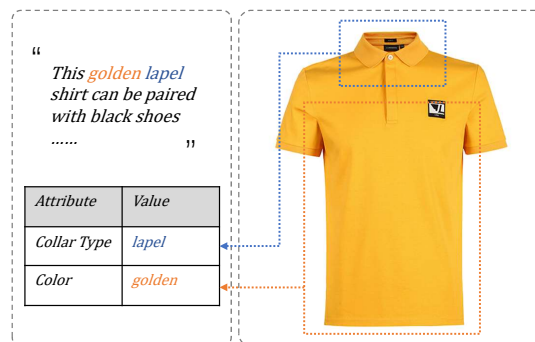 “
This golden lapel
shirt can be paired
with black shoes
......
”
Attribute Value
Collar Type lapel
Color golden